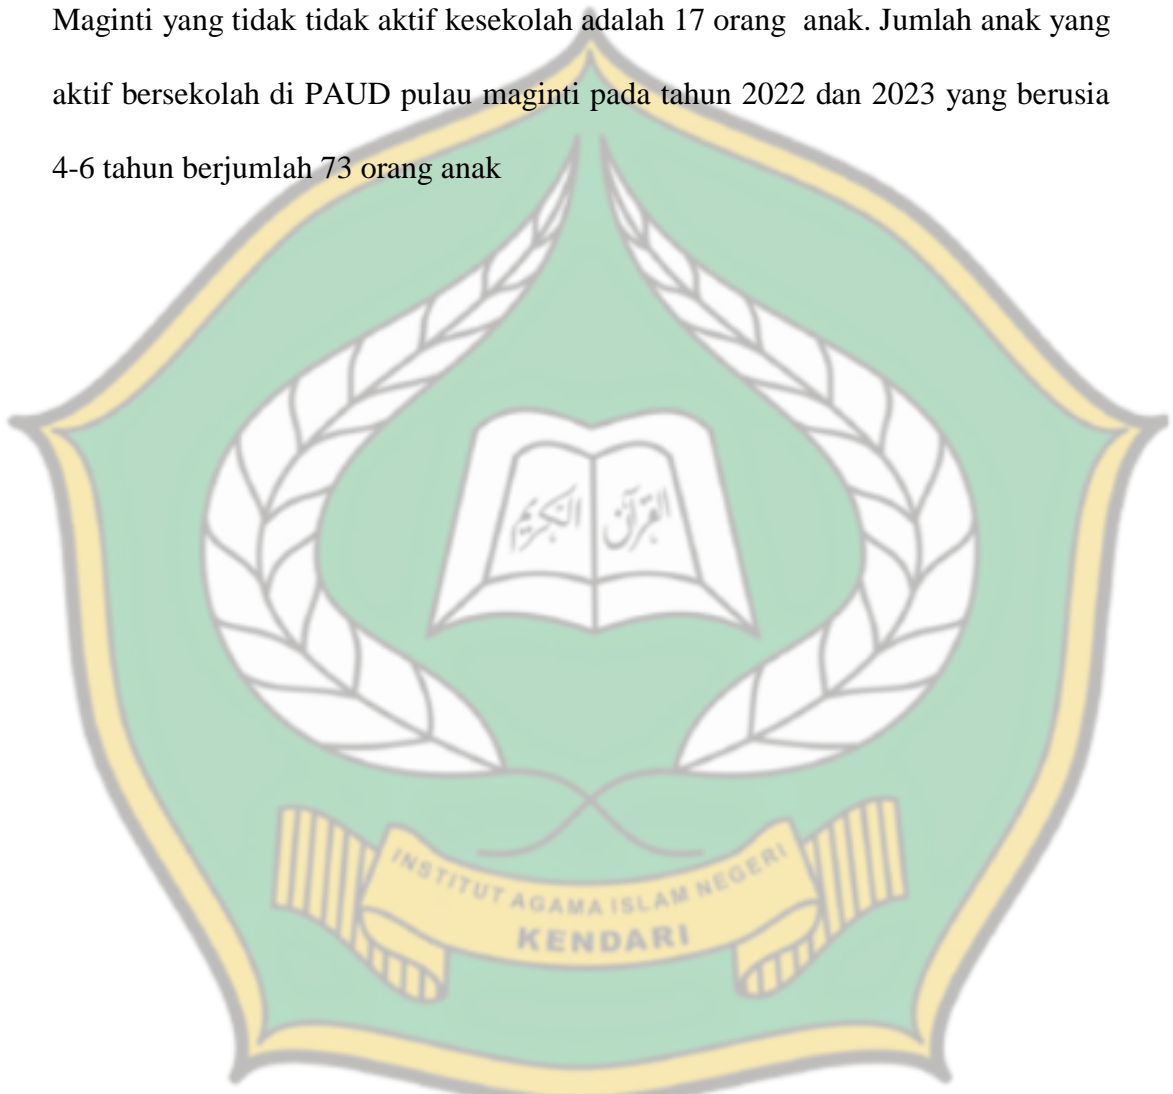 Maginti yang tidak tidak aktif kesekolah adalah 17 orang  anak. Jumlah anak yang
aktif bersekolah di PAUD pulau maginti pada tahun 2022 dan 2023 yang berusia
4-6 tahun berjumlah 73 orang anak
القرآن الكريم
INSTITUT AGAMA ISLAM NEGERI
KENDARI